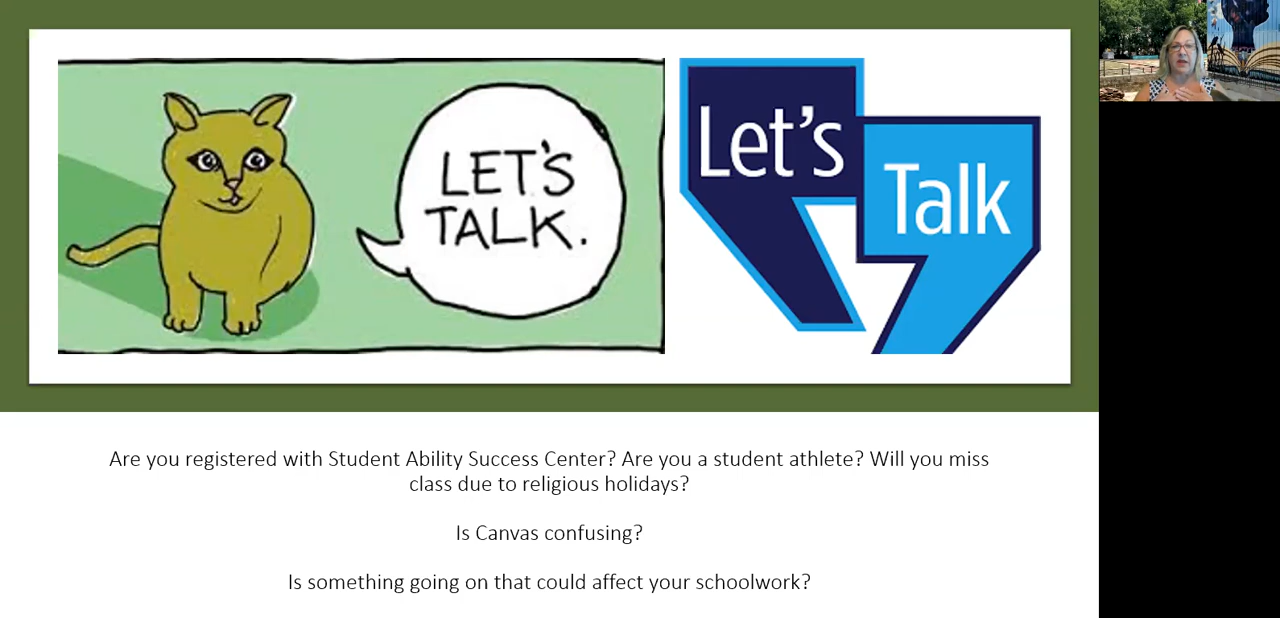 LET'S
TALK.
Let's
Talk
Are you registered with Student Ability Success Center? Are you a student athlete? Will you miss
class due to religious holidays?
Is Canvas confusing?
Is something going on that could affect your schoolwork?